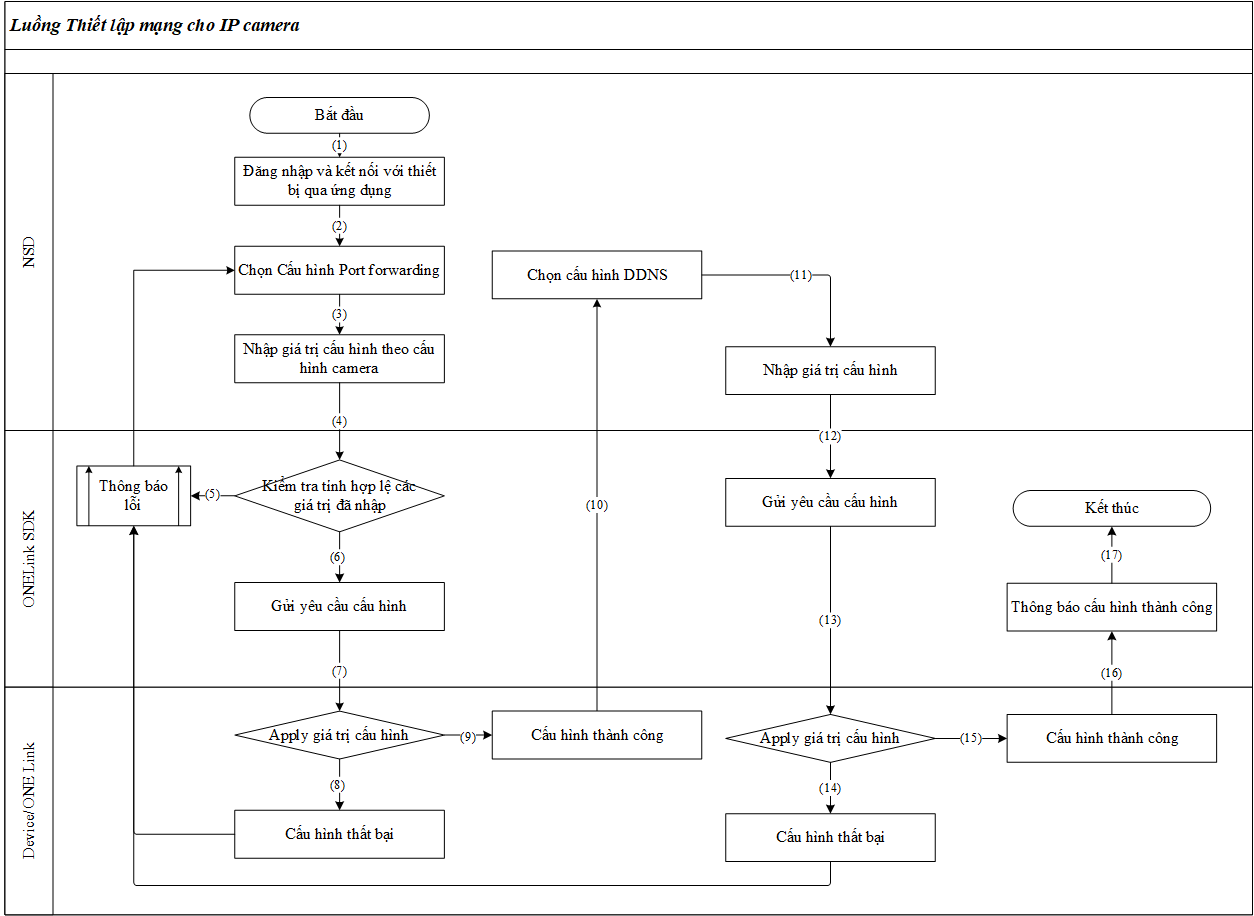 Luồng Thiết lập mạng cho IP camera
NSD
Bắt đầu
(1)
Đăng nhập và kết nối với thiết
bị qua ứng dụng
(2)
Chọn Cấu hình Port forwarding
(3)
Nhập giá trị cấu hình theo cấu
hình camera
(4)
Chọn cấu hình DDNS
(11)
Nhập giá trị cấu hình
(12)
ONELink SDK
Thông báo
lỗi
(5)
Kiểm tra tính hợp lệ các
giá trị đã nhập
(6)
Gửi yêu cầu cấu hình
(7)
(10)
Gửi yêu cầu cấu hình
(13)
Kết thúc
(17)
Thông báo cấu hình thành công
(16)
Device/ONE Link
Apply giá trị cấu hình
(9)
Cấu hình thành công
(8)
Cấu hình thất bại
Apply giá trị cấu hình
(15)
Cấu hình thành công
(14)
Cấu hình thất bại